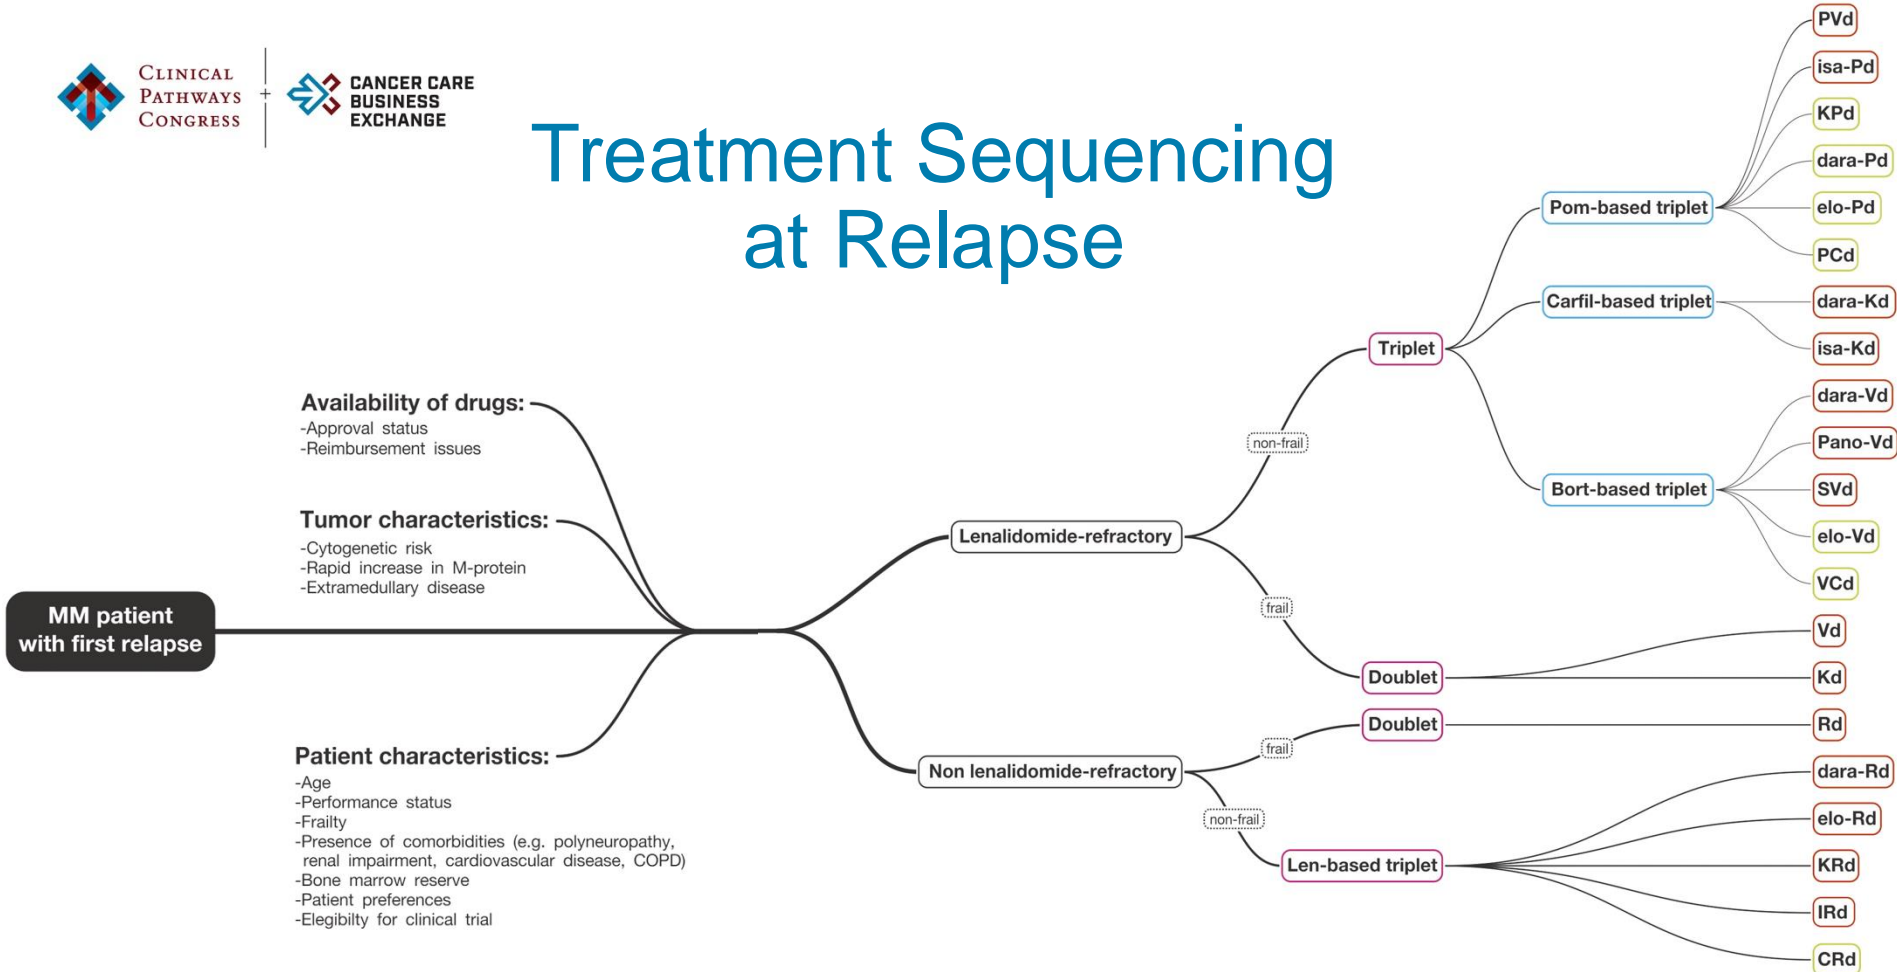 CLINICAL
PATHWAYS
CONGRESS
+
CANCER CARE
BUSINESS
EXCHANGE
Treatment Sequencing
at Relapse
MM patient
with first relapse
Availability of drugs:
-Approval status
-Reimbursement issues
Tumor characteristics:
-Cytogenetic risk
-Rapid increase in M-protein
-Extramedullary disease
Patient characteristics:
-Age
-Performance status
-Frailty
-Presence of comorbidities (e.g. polyneuropathy,
renal impairment, cardiovascular disease, COPD)
-Bone marrow reserve
-Patient preferences
-Elegibilty for clinical trial
Lenalidomide-refractory
non-frail
Triplet
Pom-based triplet
PVd
isa-Pd
KPd
dara-Pd
elo-Pd
PCd
Carfil-based triplet
dara-Kd
isa-Kd
Bort-based triplet
dara-Vd
Pano-Vd
SVd
elo-Vd
VCd
frail
Doublet
Vd
Kd
Non lenalidomide-refractory
frail
Doublet
Rd
non-frail
Len-based triplet
dara-Rd
elo-Rd
KRd
IRd
CRd